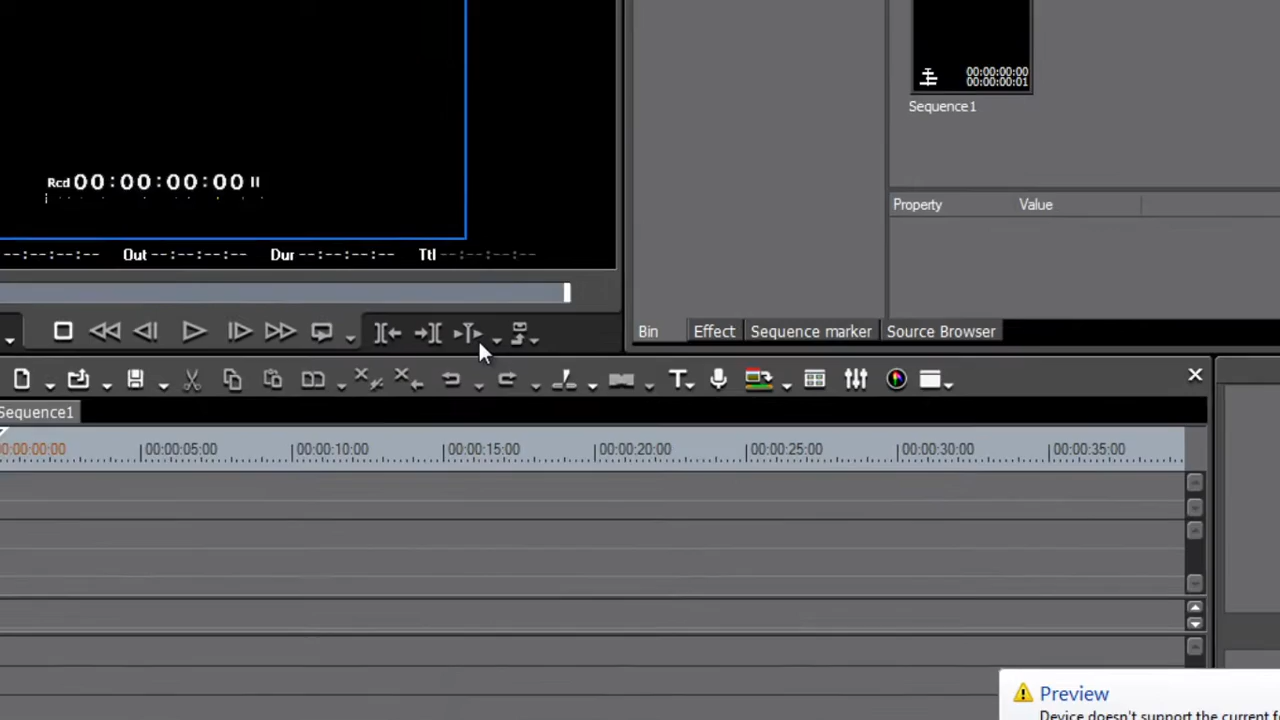 00:00:00:00
00:00:00:01
Sequence1
Rcd 00:00:00:00
Property Value
--:--:--:-- Out --:--:--:-- Dur --:--:--:-- Ttl --:--:--:--
Bin Effect Sequence marker Source Browser
Sequence1
00:00:00:00 00:00:05:00 00:00:10:00 00:00:15:00 00:00:20:00 00:00:25:00 00:00:30:00 00:00:35:00
Preview
Device doesn't support the current f